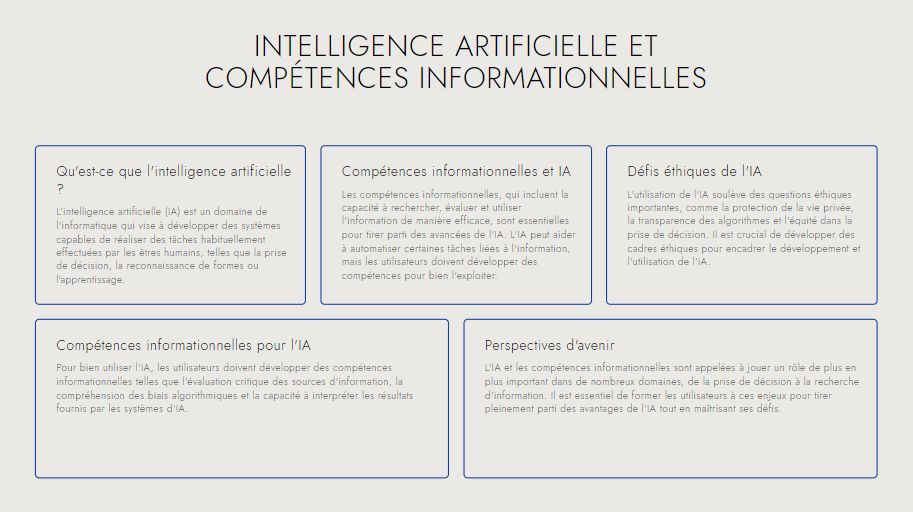 INTELLIGENCE ARTIFICIELLE ET
COMPÉTENCES INFORMATIONNELLES
Qu'est-ce que l'intelligence artificielle
?
L'intelligence artificielle (IA) est un domaine de
l'informatique qui vise à développer des systèmes
capables de réaliser des tâches habituellement
effectuées par les êtres humains, telles que la prise
de décision, la reconnaissance de formes ou
l'apprentissage.
Compétences informationnelles et IA
Les compétences informationnelles, qui incluent la
capacité à rechercher, évaluer et utiliser
l'information de manière efficace, sont essentielles
pour tirer parti des avancées de l'IA. L'IA peut aider
à automatiser certaines tâches liées à l'information,
mais les utilisateurs doivent développer des
compétences pour bien l'exploiter.
Défis éthiques de l'IA
L'utilisation de l'IA soulève des questions éthiques
importantes, comme la protection de la vie privée,
la transparence des algorithmes et l'équité dans la
prise de décision. Il est crucial de développer des
cadres éthiques pour encadrer le développement et
l'utilisation de l'IA.
Compétences informationnelles pour l'IA
Pour bien utiliser l'IA, les utilisateurs doivent développer des compétences
informationnelles telles que l'évaluation critique des sources d'information, la
compréhension des biais algorithmiques et la capacité à interpréter les résultats
fournis par les systèmes d'IA.
Perspectives d'avenir
L'IA et les compétences informationnelles sont appelées à jouer un rôle de plus en
plus important dans de nombreux domaines, de la prise de décision à la recherche
d'information. Il est essentiel de former les utilisateurs à ces enjeux pour tirer
pleinement parti des avantages de l'IA tout en maîtrisant ses défis.